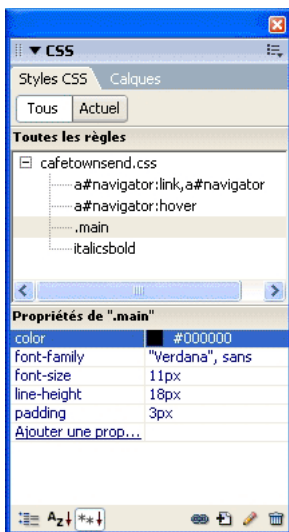 CSS
Styles CSS Calques
Tous Actuel
Toutes les règles
cafetownsend.css
a#navigator:link,a#navigator
a#navigator:hover
.main
italicsbold
Propriétés de ".main"
color #000000
font-family "Verdana", sans
font-size 11px
line-height 18px
padding 3px
Ajouter une prop...
Az **